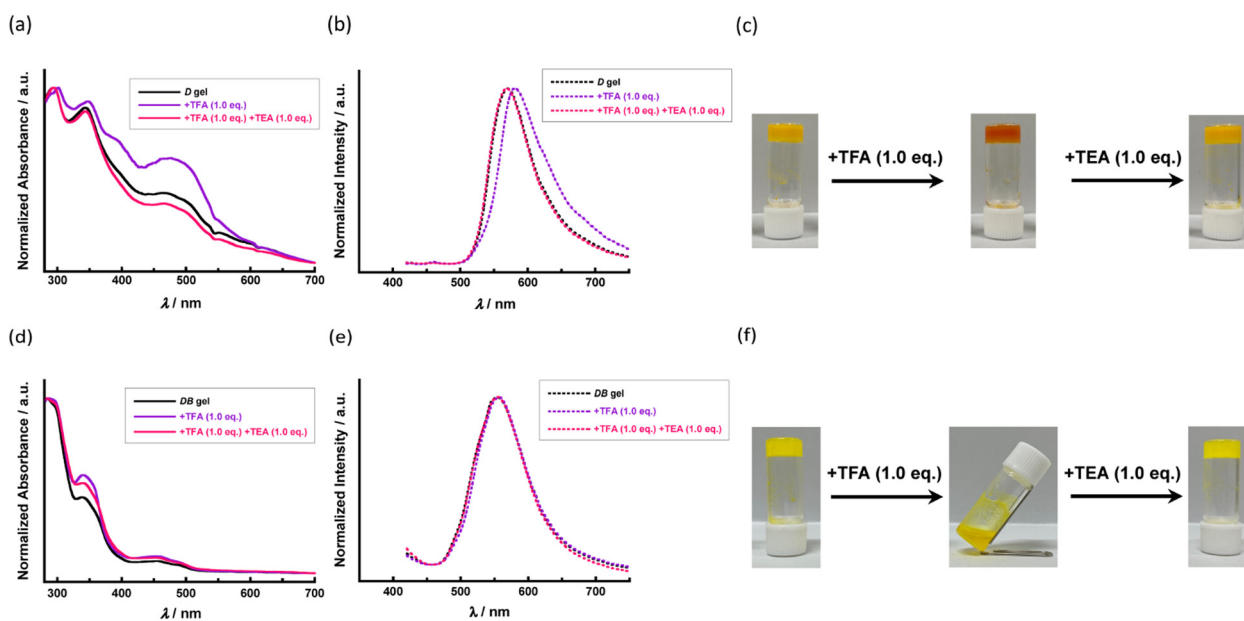 (a)
Normalized Absorbance / a.u.
D gel
+TFA (1.0 eq.)
+TFA (1.0 eq.) +TEA (1.0 eq.)
300 400 500 600 700
λ / nm
(b)
Normalized Intensity / a.u.
D gel
+TFA (1.0 eq.)
+TFA (1.0 eq.) +TEA (1.0 eq.)
400 500 600 700
λ / nm
(c)
+TFA (1.0 eq.)
+TEA (1.0 eq.)
(d)
Normalized Absorbance / a.u.
DB gel
+TFA (1.0 eq.)
+TFA (1.0 eq.) +TEA (1.0 eq.)
300 400 500 600 700
λ / nm
(e)
Normalized Intensity / a.u.
DB gel
+TFA (1.0 eq.)
+TFA (1.0 eq.) +TEA (1.0 eq.)
400 500 600 700
λ / nm
(f)
+TFA (1.0 eq.)
+TEA (1.0 eq.)